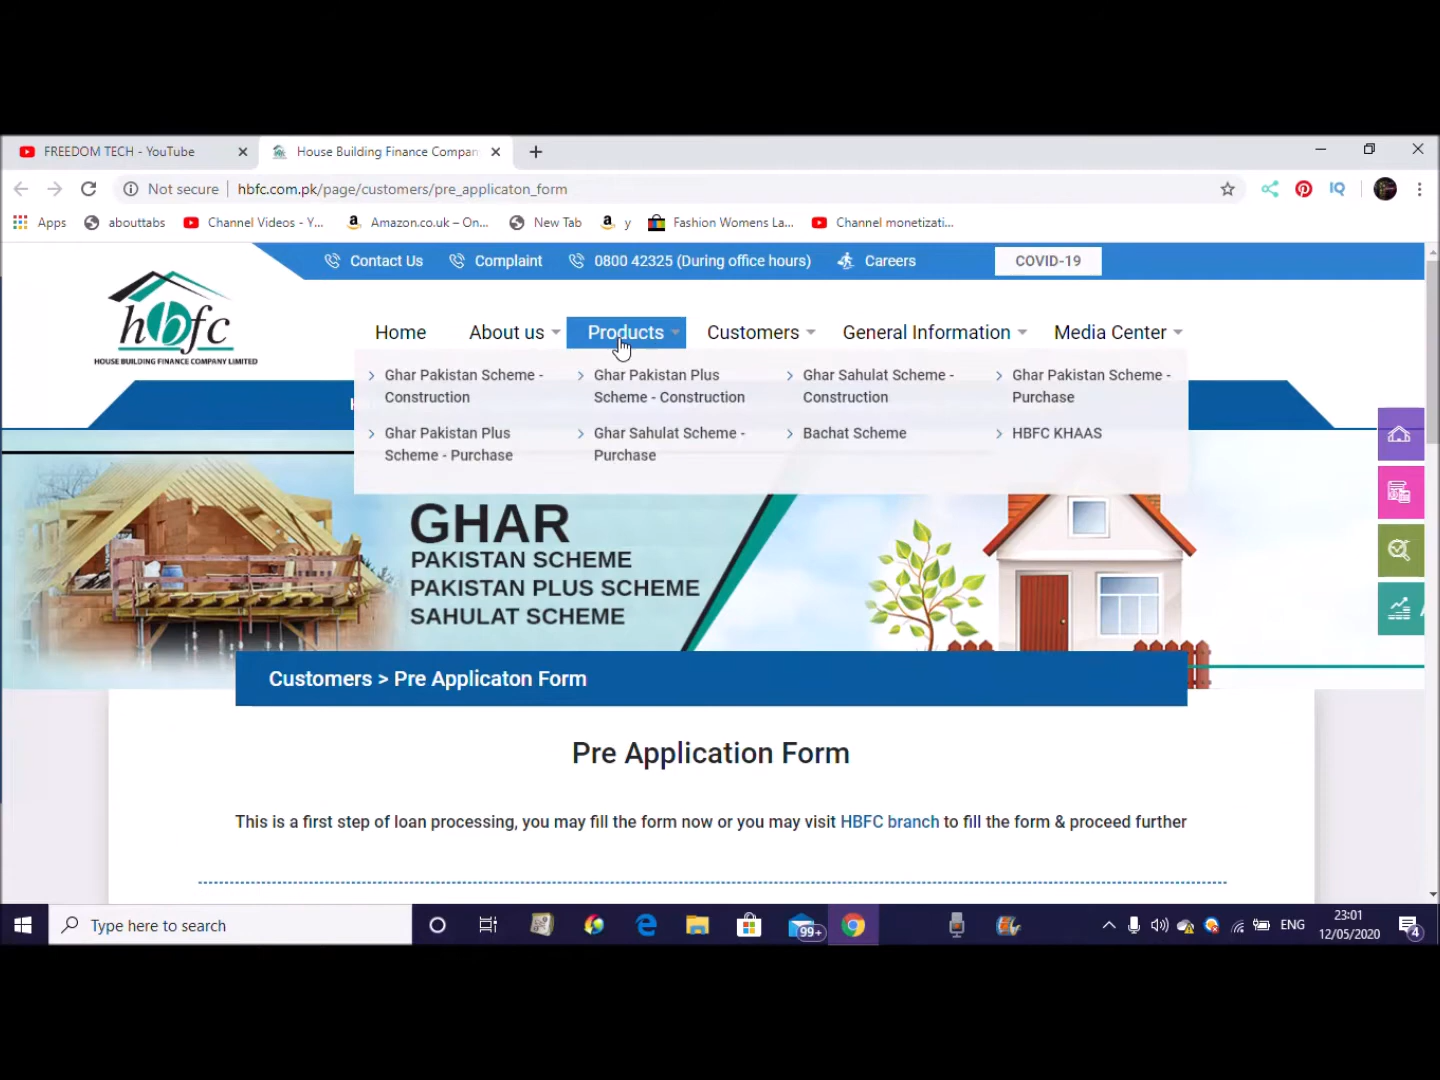 FREEDOM TECH - YouTube
House Building Finance Compan
Not secure
hbfc.com.pk/page/customers/pre_applicaton_form
Apps
abouttabs
Channel Videos - Y...
Amazon.co.uk – On...
New Tab
y
Fashion Womens La...
Channel monetizati...
Contact Us
Complaint
0800 42325 (During office hours)
Careers
COVID-19
hbfc
HOUSE BUILDING FINANCE COMPANY LIMITED
Home
About us
Products
Customers
General Information
Media Center
Ghar Pakistan Scheme -
Construction
Ghar Pakistan Plus
Scheme - Construction
Ghar Sahulat Scheme -
Construction
Ghar Pakistan Scheme -
Purchase
Ghar Pakistan Plus
Scheme - Purchase
Ghar Sahulat Scheme -
Purchase
Bachat Scheme
HBFC KHAAS
GHAR
PAKISTAN SCHEME
PAKISTAN PLUS SCHEME
SAHULAT SCHEME
Customers > Pre Applicaton Form
Pre Application Form
This is a first step of loan processing, you may fill the form now or you may visit HBFC branch to fill the form & proceed further
Type here to search
99+
ENG
23:01
12/05/2020
4